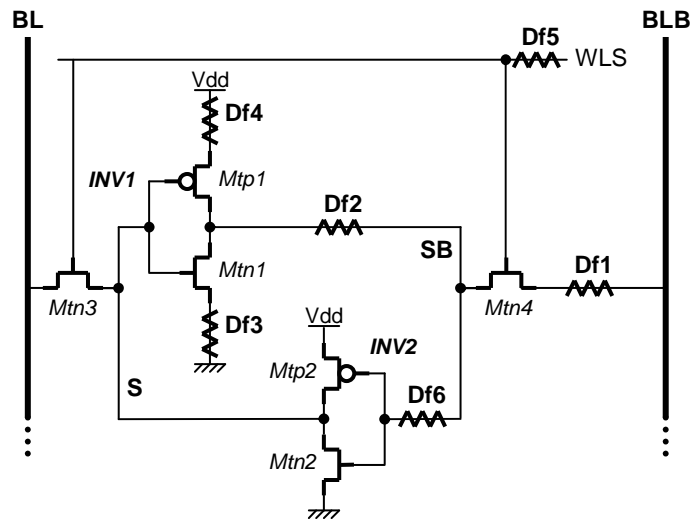 BL
BLB
Df5
WLS
Vdd
Df4
INV1
Mtp1
Df2
SB
Mtn1
Df1
Mtn3
Mtn4
Df3
Vdd
INV2
Mtp2
S
Df6
Mtn2